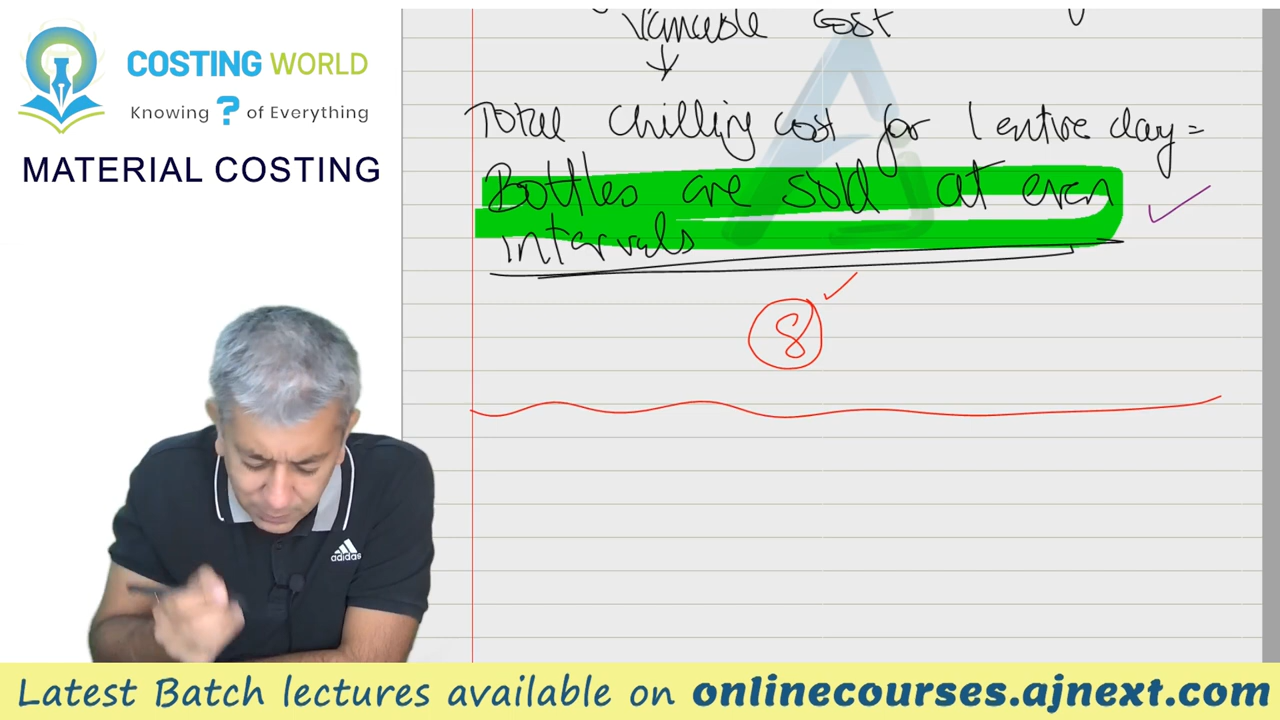 COSTING WORLD
Knowing ? of Everything
MATERIAL COSTING
variable cost
Total chilling cost for 1 entire day =
Bottles are sold at even
intervals
8
adidas
Latest Batch lectures available on onlinecourses.ajnext.com